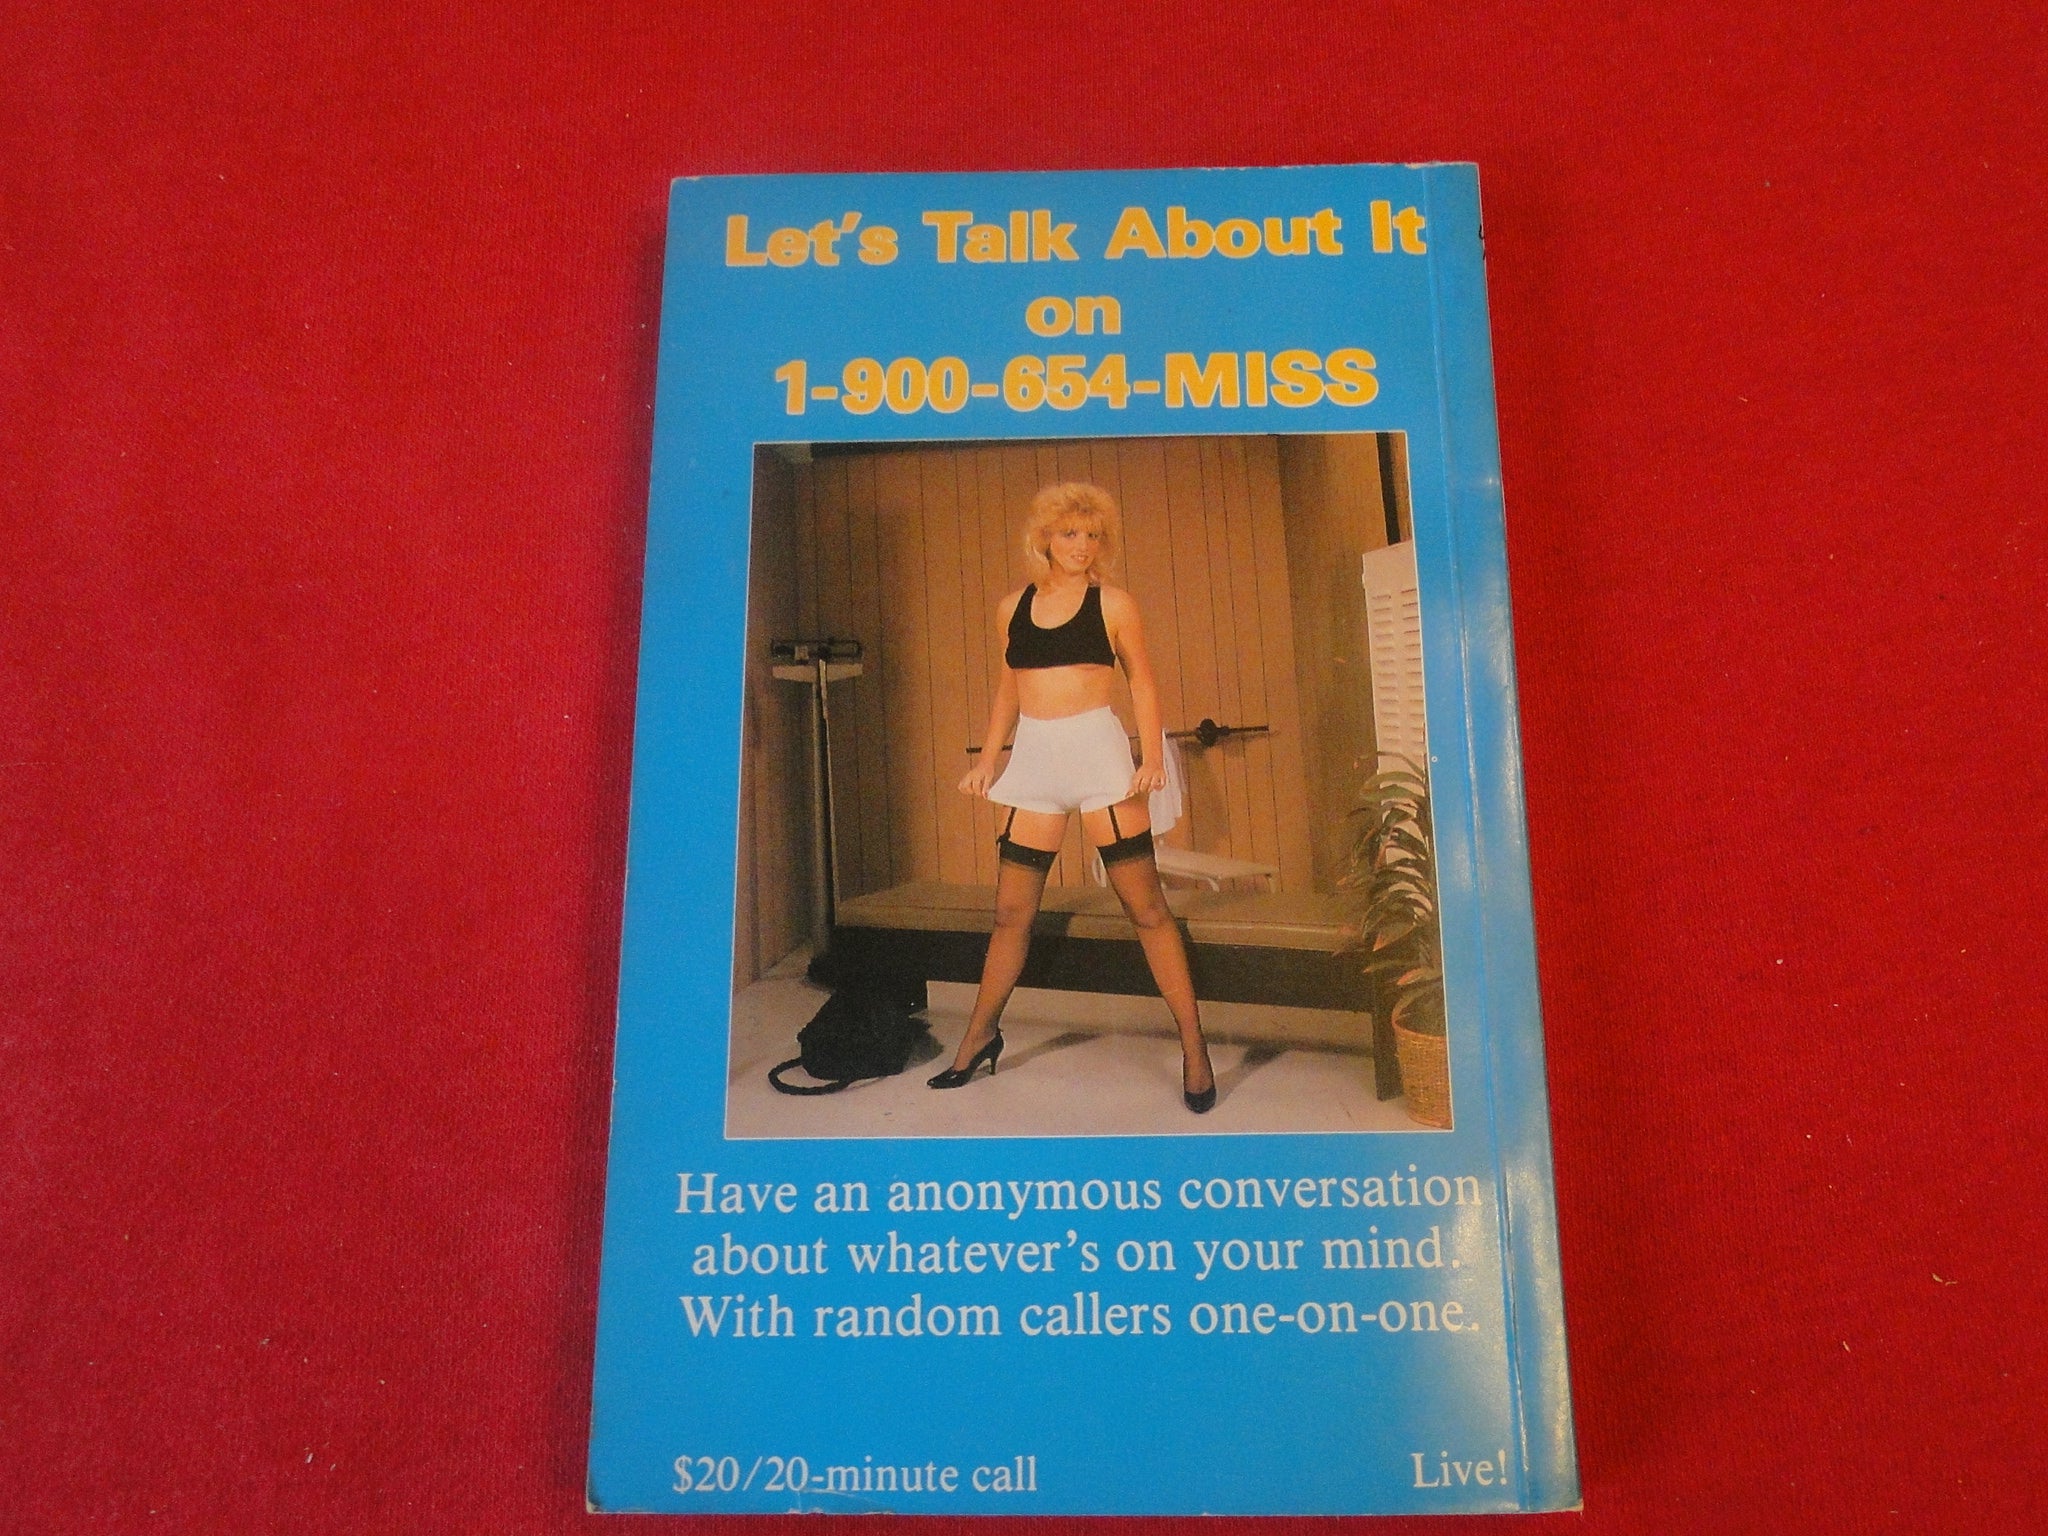 Let's Talk About It
on
1-900-654-MISS
Have an anonymous conversation
about whatever's on your mind.
With random callers one-on-one.
$20/20-minute call Live!